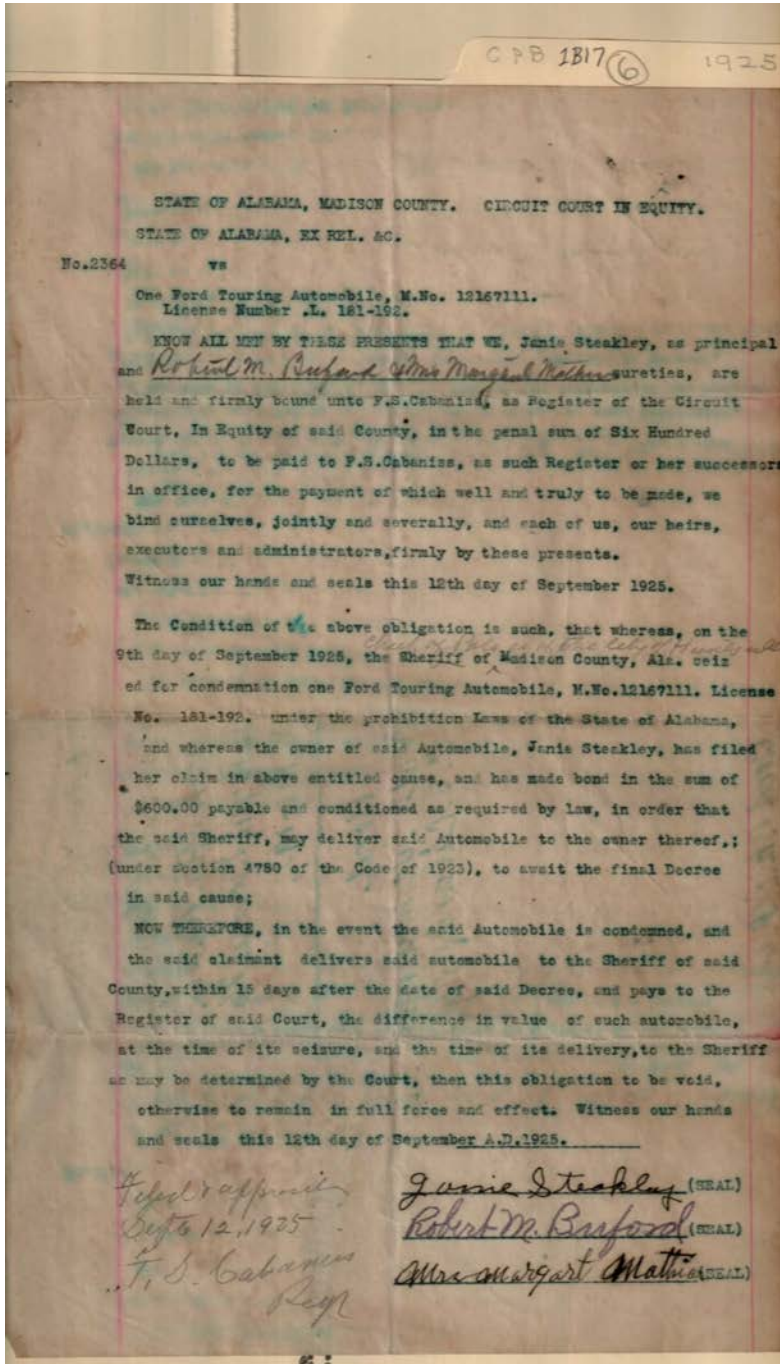 CPB 1B17 6 1925
STATE OF ALABAMA, MADISON COUNTY. CIRCUIT COURT IN EQUITY.
STATE OF ALABAMA, EX REL. &C.
No.2364 vs
One Ford Touring Automobile, M.No. 12167111.
License Number .L. 181-192.
KNOW ALL MEN BY THESE PRESENTS THAT WE, Janie Steakley, as principal
and Robert M. Buford & Mrs Margaret Mathis sureties, are
held and firmly bound unto F.S.Cabaniss, as Register of the Circuit
Court, In Equity of said County, in the penal sum of Six Hundred
Dollars, to be paid to F.S.Cabaniss, as such Register or her successors
in office, for the payment of which well and truly to be made, we
bind ourselves, jointly and severally, and each of us, our heirs,
executors and administrators,firmly by these presents.
Witness our hands and seals this 12th day of September 1925.
The Condition of the above obligation is such, that whereas, on the
9th day of September 1925, the Sheriff of Madison County, Ala. seiz
ed for condemnation one Ford Touring Automobile, M.No.12167111. License
No. 181-192. under the prohibition Laws of the State of Alabama,
and whereas the owner of said Automobile, Janie Steakley, has filed
her claim in above entitled cause, and has made bond in the sum of
$600.00 payable and conditioned as required by law, in order that
the said Sheriff, may deliver said Automobile to the owner thereof,;
(under section 4780 of the Code of 1923), to await the final Decree
in said cause;
NOW THEREFORE, in the event the said Automobile is condemned, and
the said claimant delivers said automobile to the Sheriff of said
County,within 15 days after the date of said Decree, and pays to the
Register of said Court, the difference in value of such automobile,
at the time of its seizure, and the time of its delivery,to the Sheriff
as may be determined by the Court, then this obligation to be void,
otherwise to remain in full force and effect. Witness our hands
and seals this 12th day of September A.D.1925.
Janie Steakley (SEAL)
Robert M. Buford (SEAL)
Mrs Margart Mathis (SEAL)
Filed & approved
Sept 12, 1925
F. S. Cabaniss
Regr